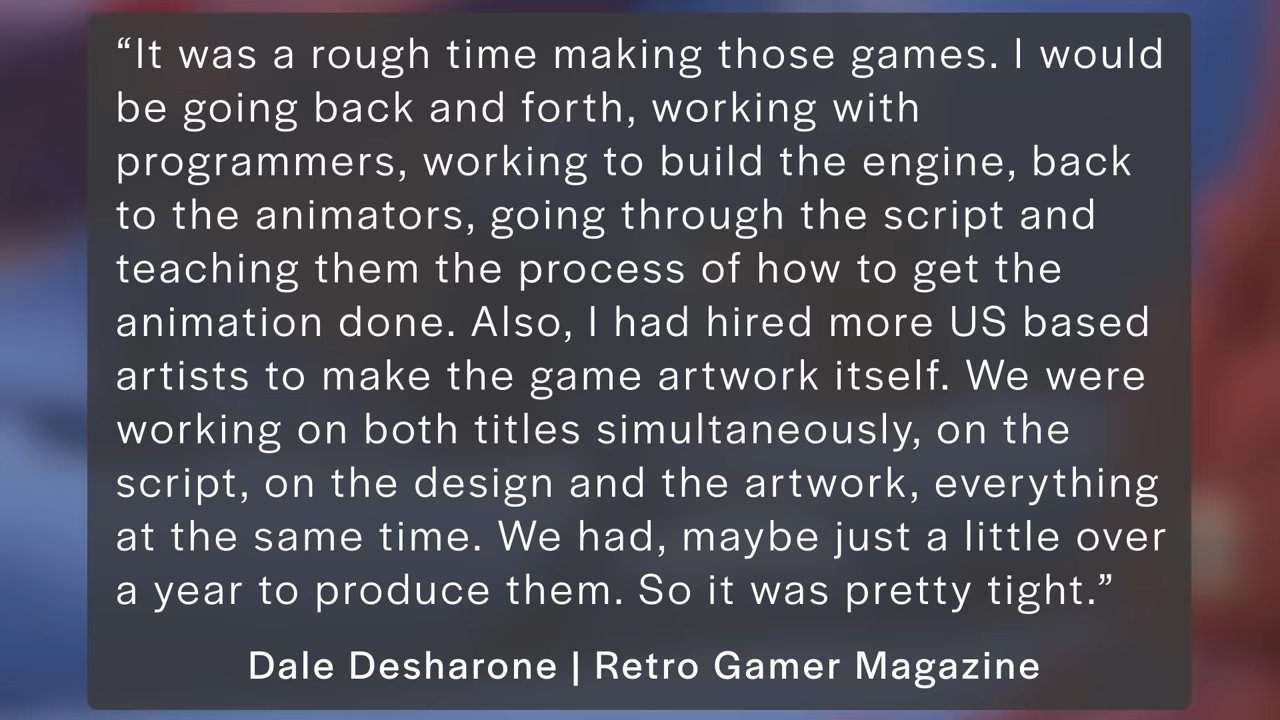 “It was a rough time making those games. I would
be going back and forth, working with
programmers, working to build the engine, back
to the animators, going through the script and
teaching them the process of how to get the
animation done. Also, I had hired more US based
artists to make the game artwork itself. We were
working on both titles simultaneously, on the
script, on the design and the artwork, everything
at the same time. We had, maybe just a little over
a year to produce them. So it was pretty tight.”
Dale Desharone | Retro Gamer Magazine